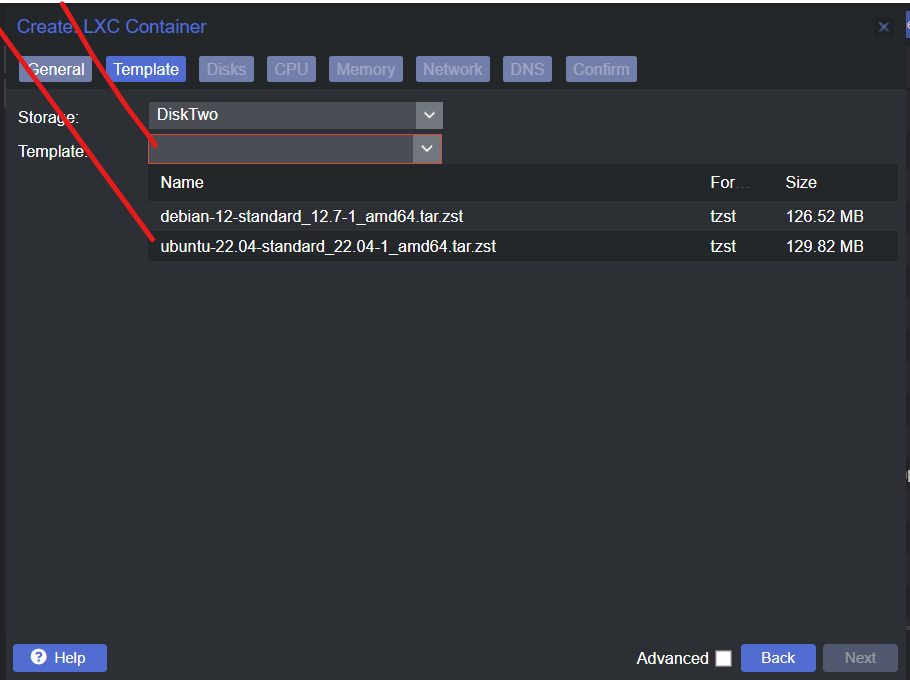 Create: LXC Container
General Template Disks CPU Memory Network DNS Confirm
Storage: DiskTwo
Template:
Name For... Size
debian-12-standard_12.7-1_amd64.tar.zst tzst 126.52 MB
ubuntu-22.04-standard_22.04-1_amd64.tar.zst tzst 129.82 MB
? Help Advanced Back Next